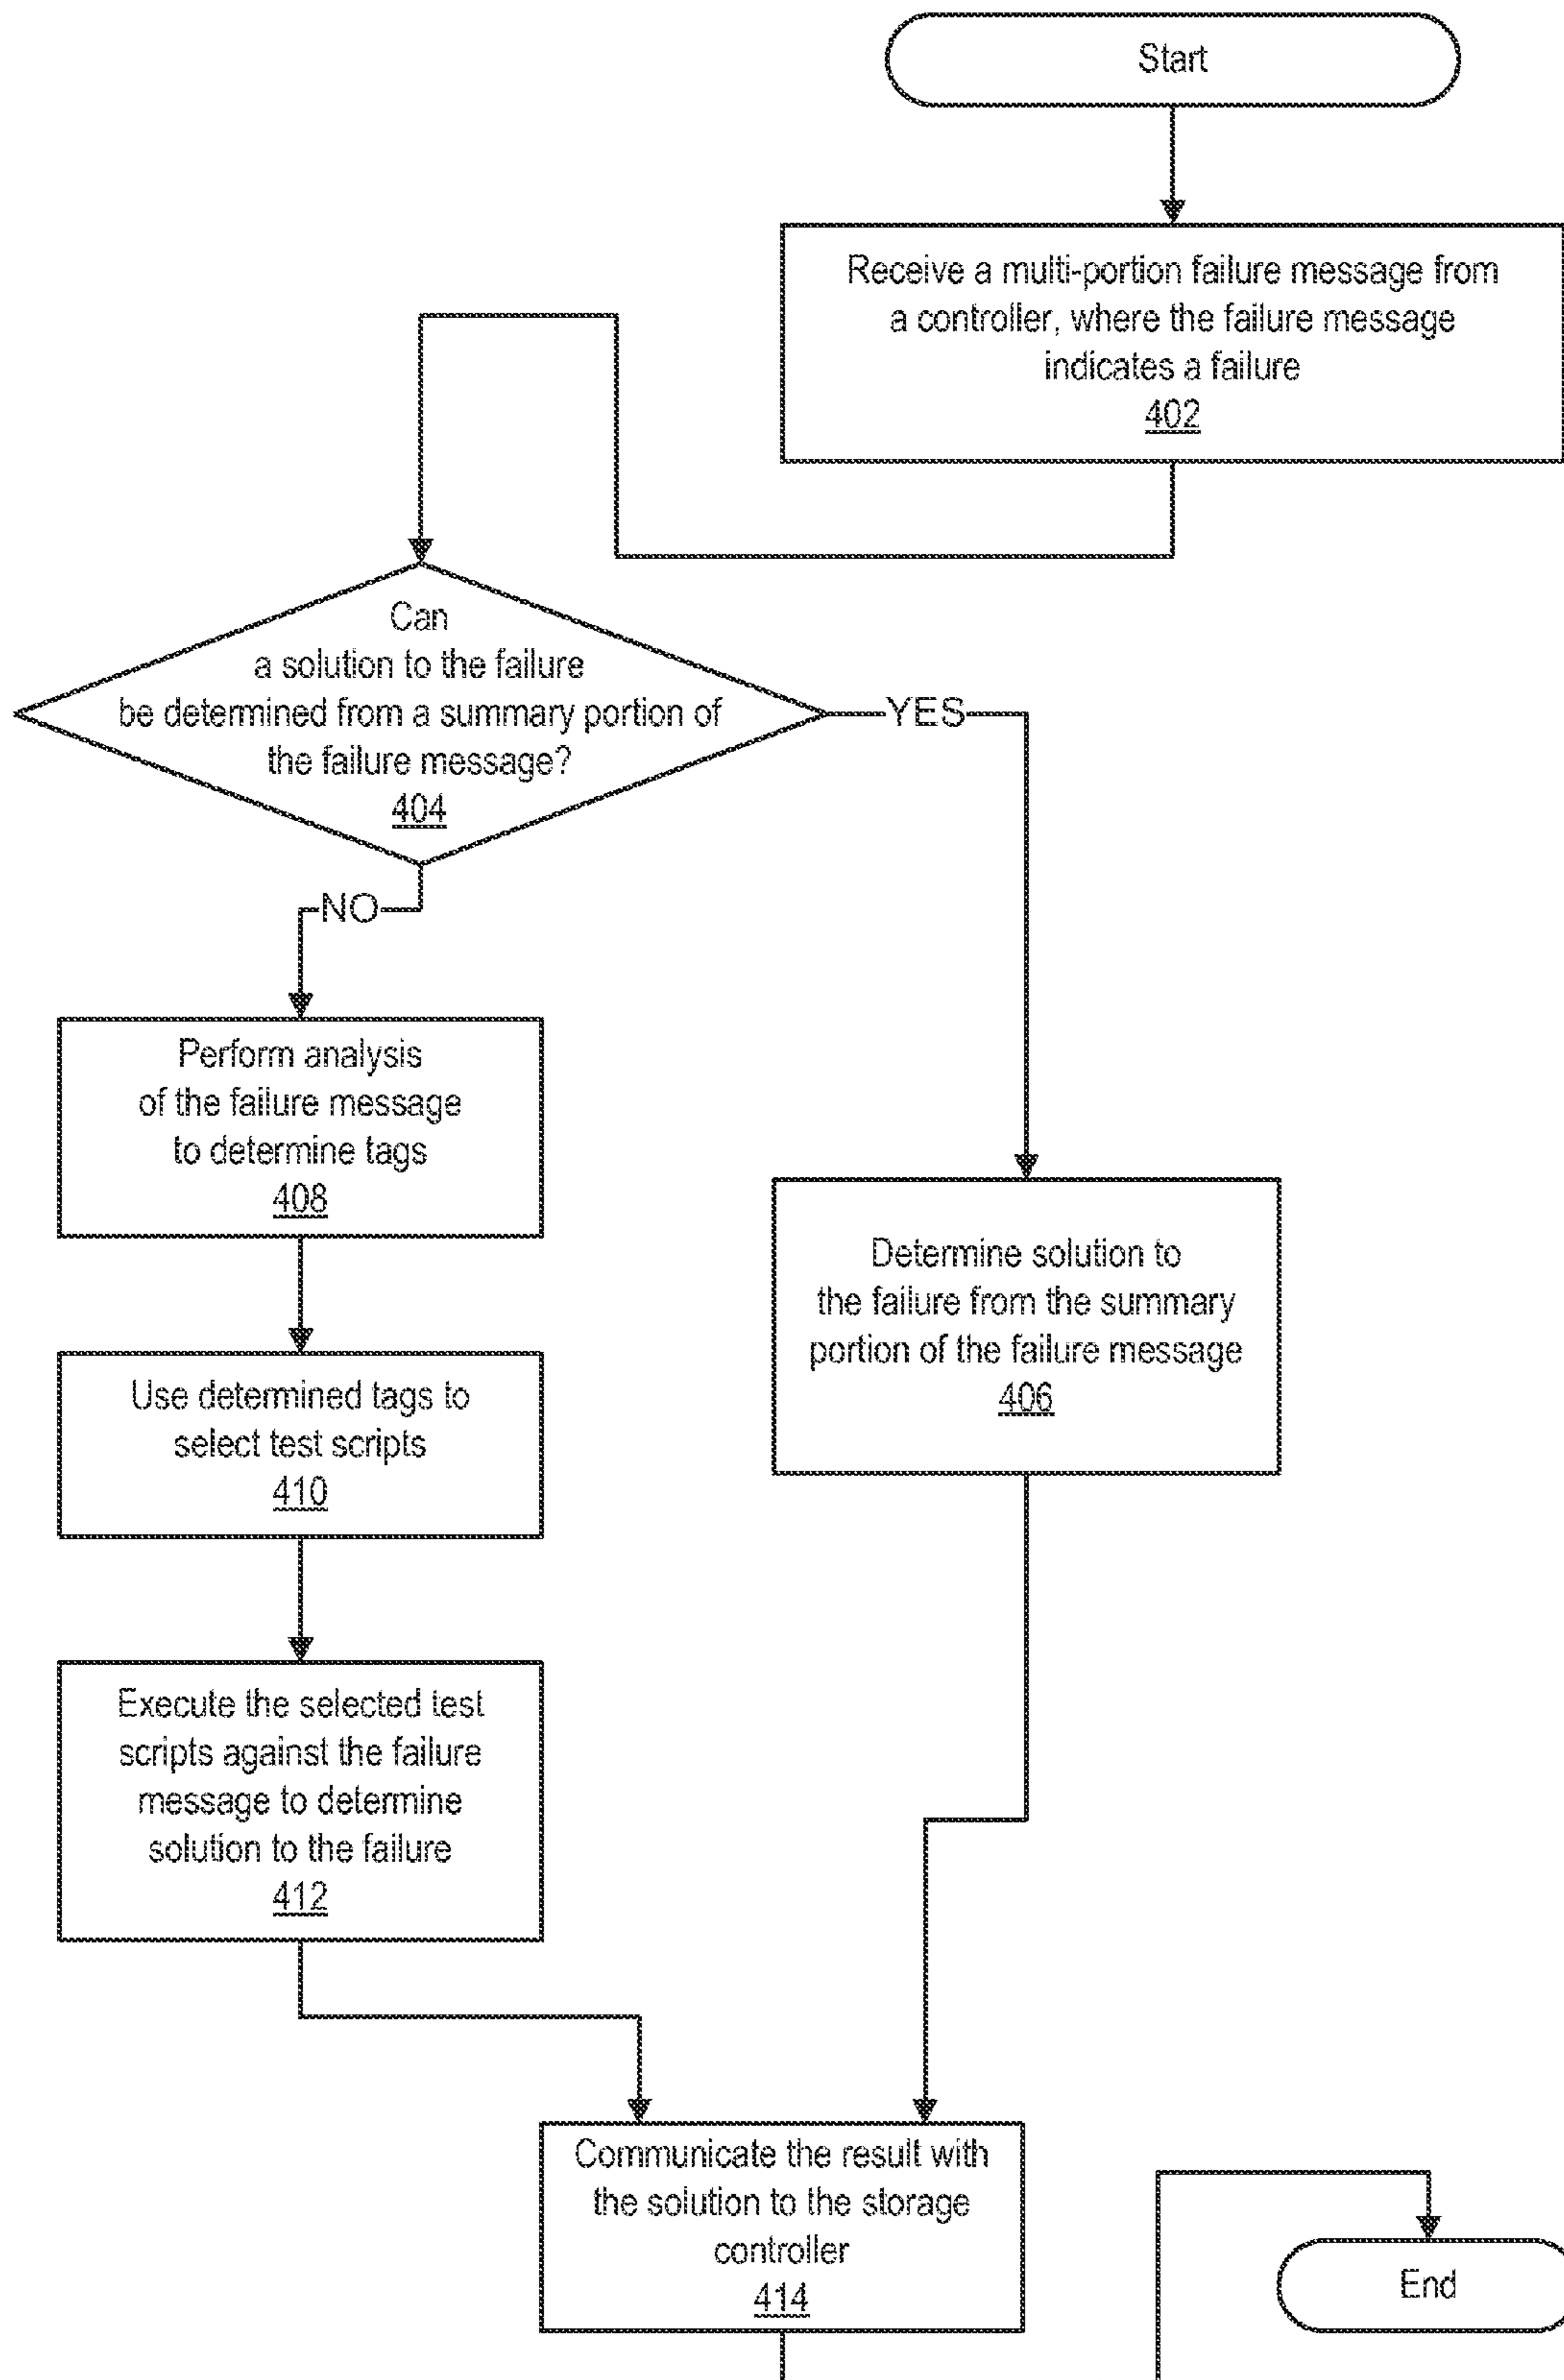 Start
Receive a multi-portion failure message from
a controller, where the failure message
indicates a failure
402
Can
a solution to the failure
be determined from a summary portion of
the failure message?
404
YES
NO
Perform analysis
of the failure message
to determine tags
408
Determine solution to
the failure from the summary
portion of the failure message
406
Use determined tags to
select test scripts
410
Execute the selected test
scripts against the failure
message to determine
solution to the failure
412
Communicate the result with
the solution to the storage
controller
414
End